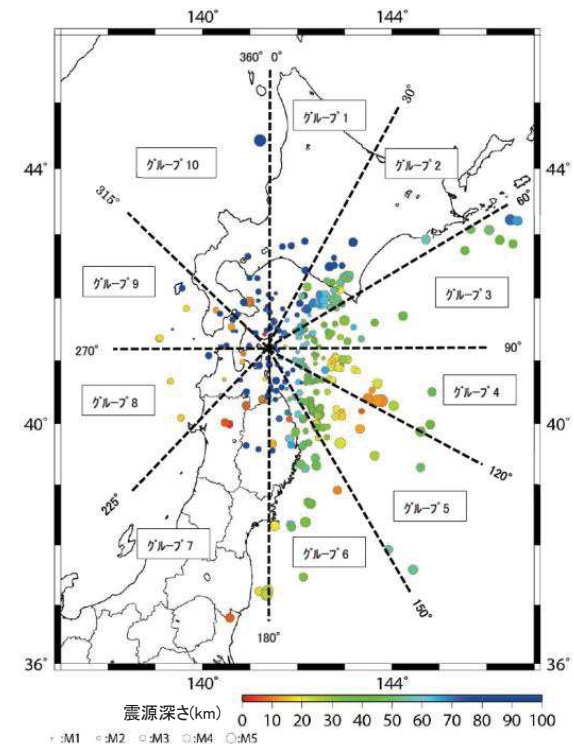 140° 144°
360° 0°
グループ 1
30°
グループ 10
グループ 2
44° 44°
315°
60°
グループ 9
グループ 3
270°
90°
グループ 8
グループ 4
40° 40°
120°
225°
グループ 5
グループ 7
グループ 6
150°
180°
36° 36°
140° 144°
震源深さ(km)
0 10 20 30 40 50 60 70 80 90 100
:M1 :M2 :M3 :M4 :M5